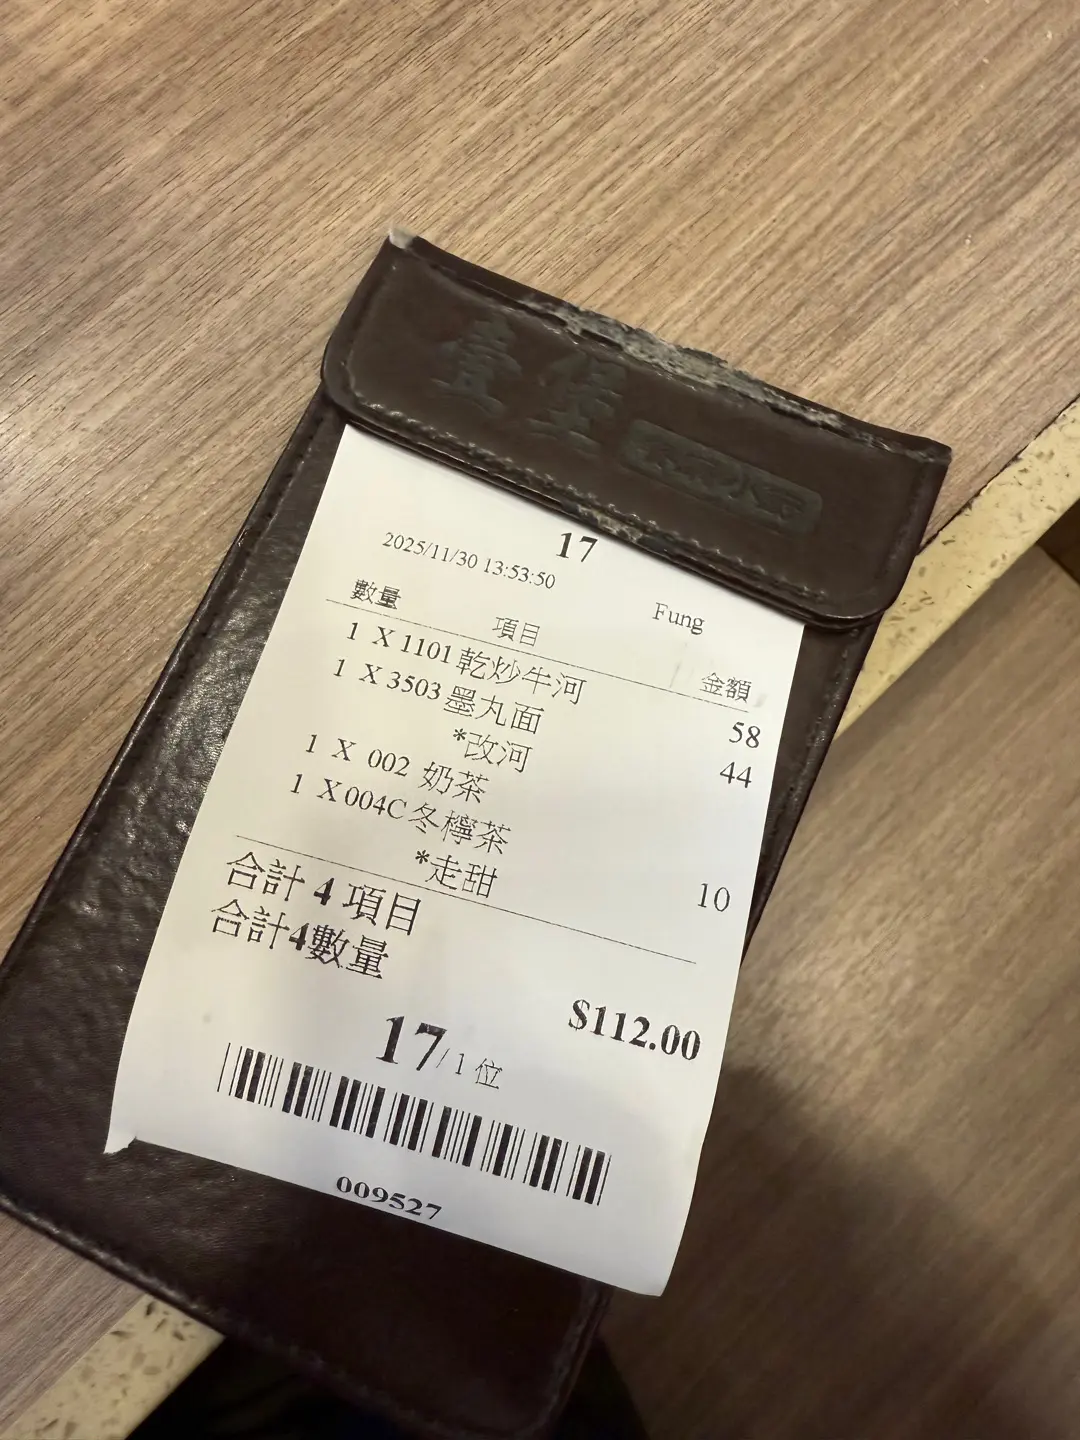 壹堡
17
2025/11/30 13:53:50
Fung
數量 項目 金額
1 X 1101 乾炒牛河 58
1 X 3503 墨丸面 44
*改河
1 X 002 奶茶
1 X 004C 冬檸茶 10
*走甜
合計 4 項目
合計4數量
$112.00
17/1 位
009527